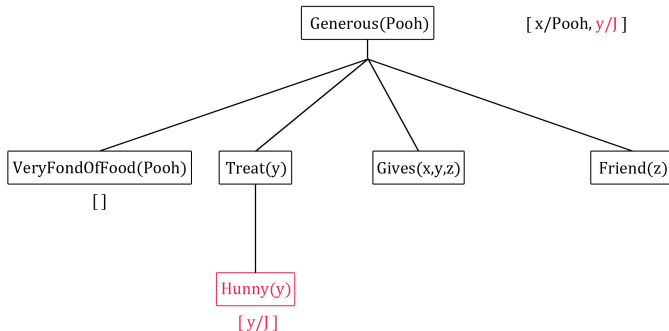 Generous(Pooh)
[ x/Pooh, y/J ]
VeryFondOfFood(Pooh)
Treat(y)
Gives(x,y,z)
Friend(z)
[ ]
Hunny(y)
[ y/J ]